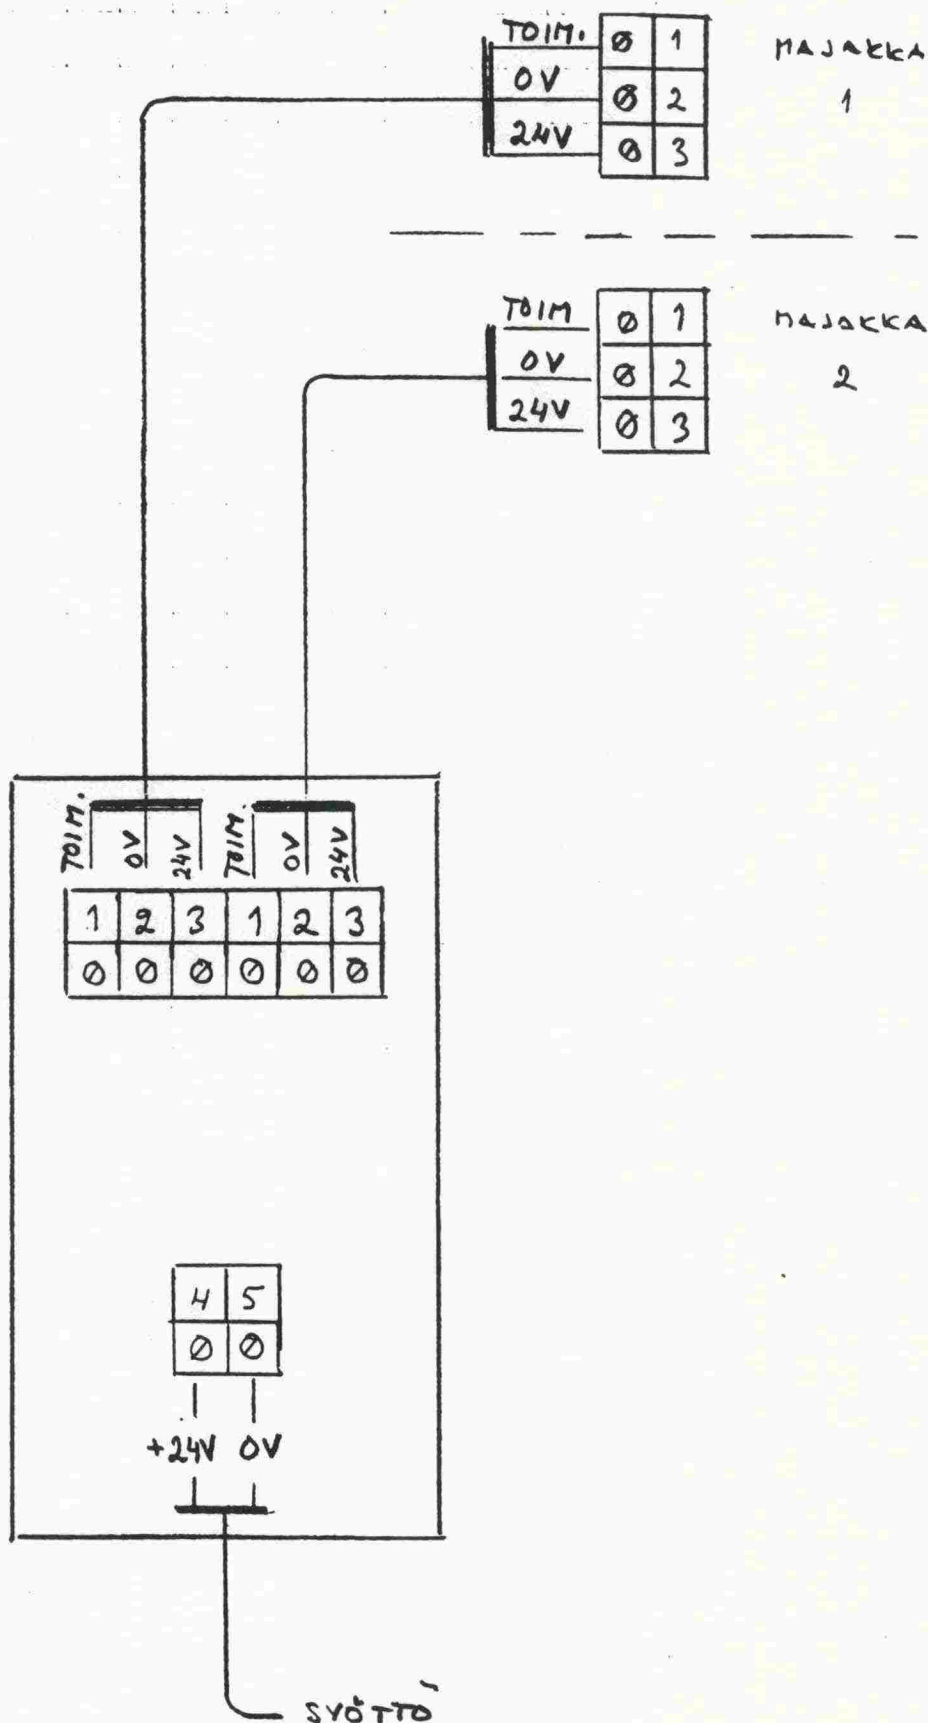 TOIM. Ø 1 MAJAKKA
0V Ø 2 1
24V Ø 3
TOIM Ø 1 MAJAKKA
0V Ø 2 2
24V Ø 3
TOIM. 0V 24V TOIM. 0V 24V
1 2 3 1 2 3
Ø Ø Ø Ø Ø Ø
4 5
Ø Ø
+24V 0V
SYÖTTÖ